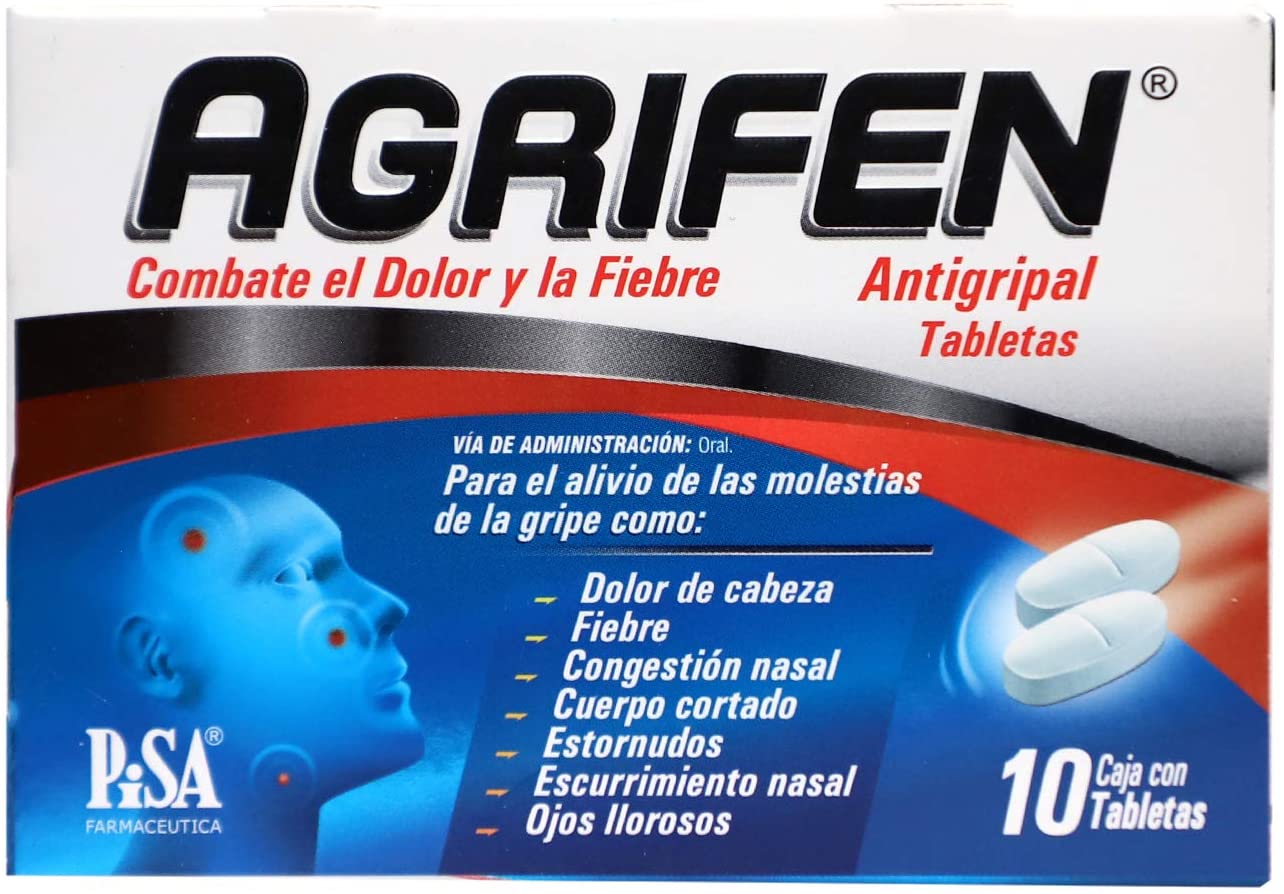 AGRIFEN®
Combate el Dolor y la Fiebre
Antigripal
Tabletas
VÍA DE ADMINISTRACIÓN: Oral.
Para el alivio de las molestias
de la gripe como:
Dolor de cabeza
Fiebre
Congestión nasal
Cuerpo cortado
Estornudos
Escurrimiento nasal
Ojos llorosos
PiSA®
FARMACEUTICA
10 Caja con
Tabletas